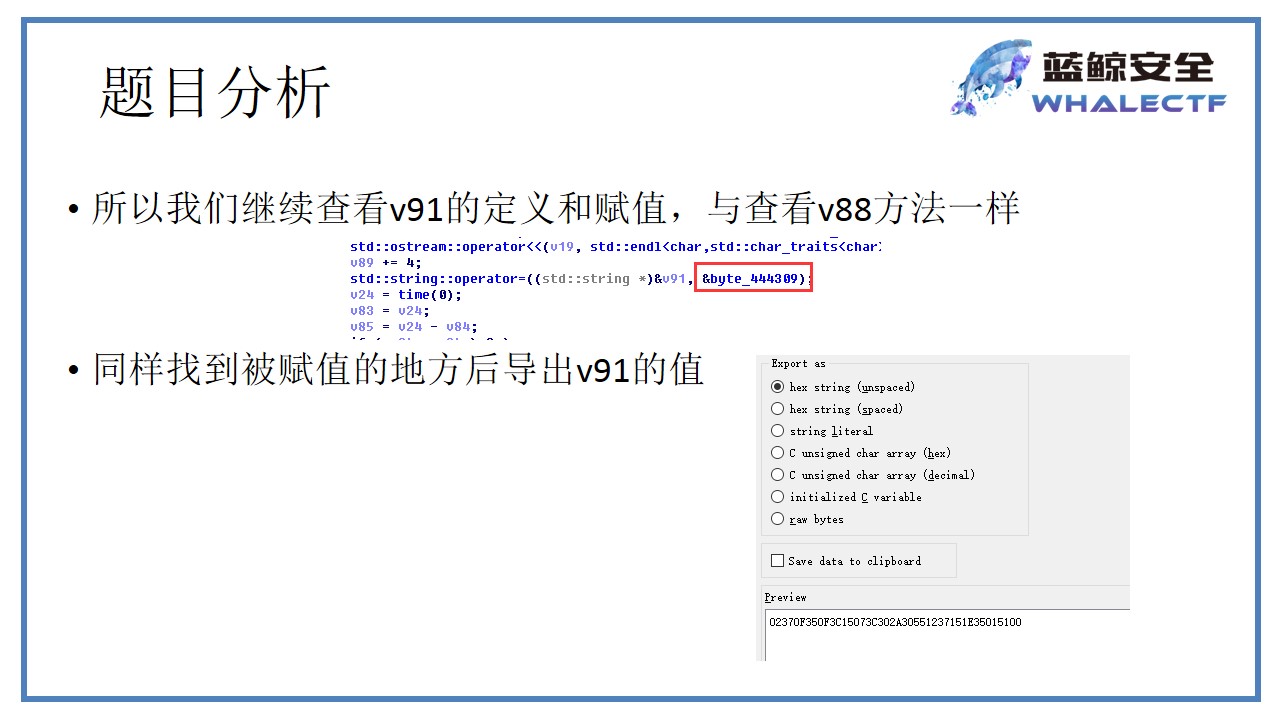 题目分析
蓝鲸安全
WHALECTF
• 所以我们继续查看v91的定义和赋值，与查看v88方法一样
std::ostream::operator<<(v19, std::endl<char,std::char_traits<char>
v89 += 4;
std::string::operator=((std::string *)&v91, &byte_444309);
v24 = time(0);
v83 = v24;
v85 = v24 - v84;
• 同样找到被赋值的地方后导出v91的值
Export as
hex string (unspaced)
hex string (spaced)
string literal
C unsigned char array (hex)
C unsigned char array (decimal)
initialized C variable
raw bytes
Save data to clipboard
Preview
02370F350F3C15073C302A30551237151E35015100